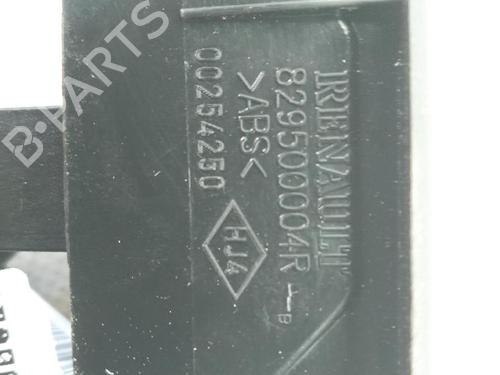 RENAULT
829500004R
>ABS<
00254250
HJ4
B
B-PARTS